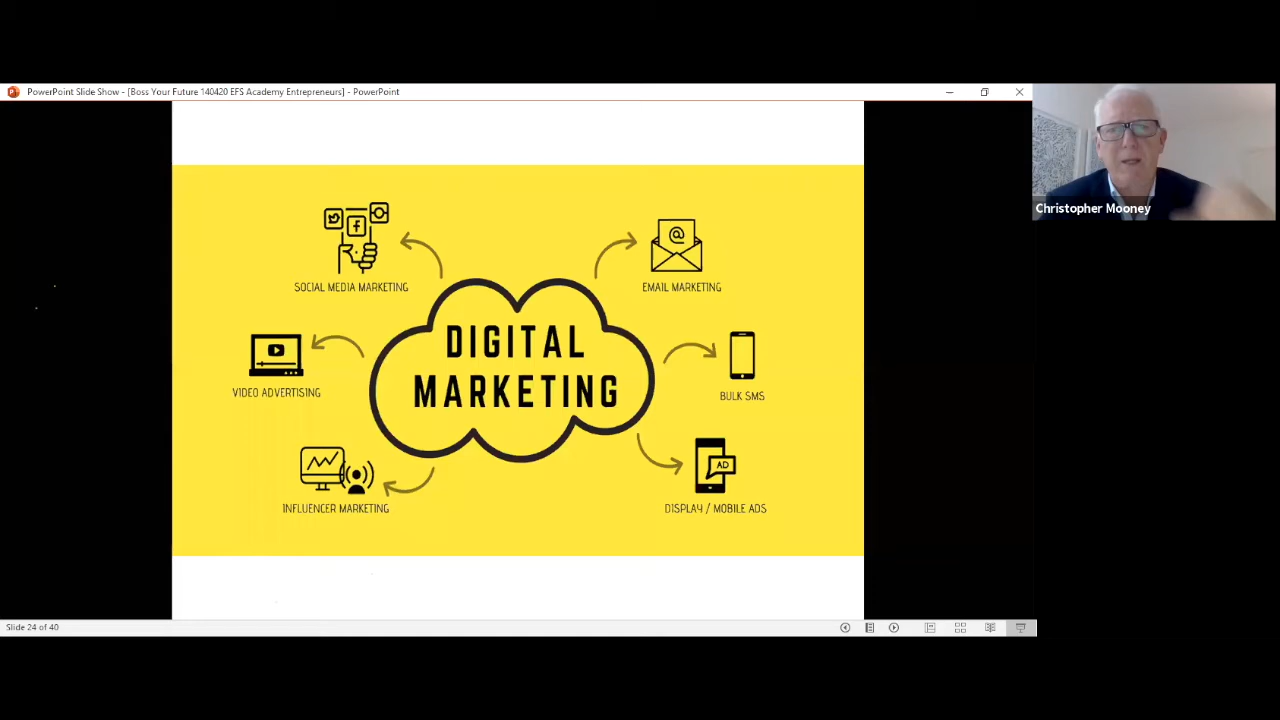 PowerPoint Slide Show - [Boss Your Future 140420 EFS Academy Entrepreneurs] - PowerPoint
Christopher Mooney
SOCIAL MEDIA MARKETING
EMAIL MARKETING
DIGITAL
MARKETING
VIDEO ADVERTISING
BULK SMS
AD
INFLUENCER MARKETING
DISPLAY / MOBILE ADS
Slide 24 of 40